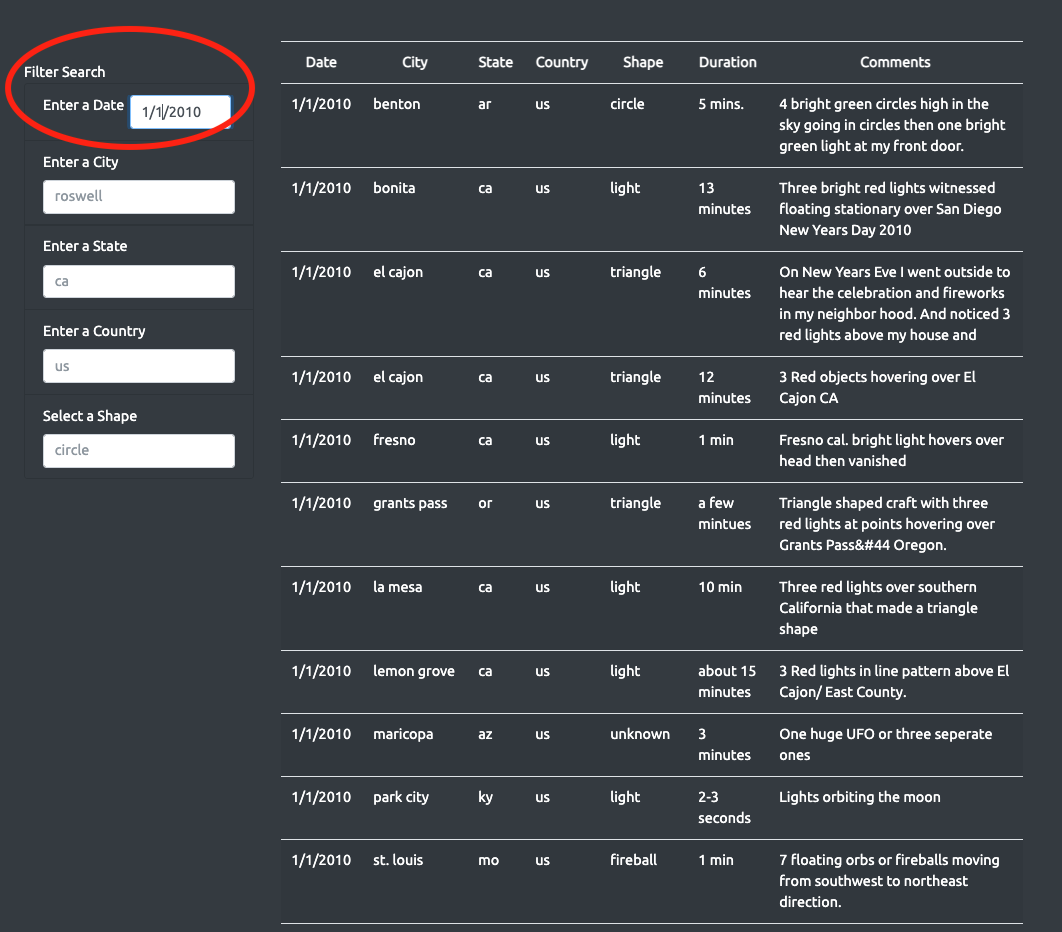 Filter Search
Enter a Date 1/1/2010
Enter a City
roswell
Enter a State
ca
Enter a Country
us
Select a Shape
circle
Date City State Country Shape Duration Comments
1/1/2010 benton ar us circle 5 mins. 4 bright green circles high in the
sky going in circles then one bright
green light at my front door.
1/1/2010 bonita ca us light 13 Three bright red lights witnessed
minutes floating stationary over San Diego
New Years Day 2010
1/1/2010 el cajon ca us triangle 6 On New Years Eve I went outside to
minutes hear the celebration and fireworks
in my neighbor hood. And noticed 3
red lights above my house and
1/1/2010 el cajon ca us triangle 12 3 Red objects hovering over El
minutes Cajon CA
1/1/2010 fresno ca us light 1 min Fresno cal. bright light hovers over
head then vanished
1/1/2010 grants pass or us triangle a few Triangle shaped craft with three
mintues red lights at points hovering over
Grants Pass&#44 Oregon.
1/1/2010 la mesa ca us light 10 min Three red lights over southern
California that made a triangle
shape
1/1/2010 lemon grove ca us light about 15 3 Red lights in line pattern above El
minutes Cajon/ East County.
1/1/2010 maricopa az us unknown 3 One huge UFO or three seperate
minutes ones
1/1/2010 park city ky us light 2-3 Lights orbiting the moon
seconds
1/1/2010 st. louis mo us fireball 1 min 7 floating orbs or fireballs moving
from southwest to northeast
direction.